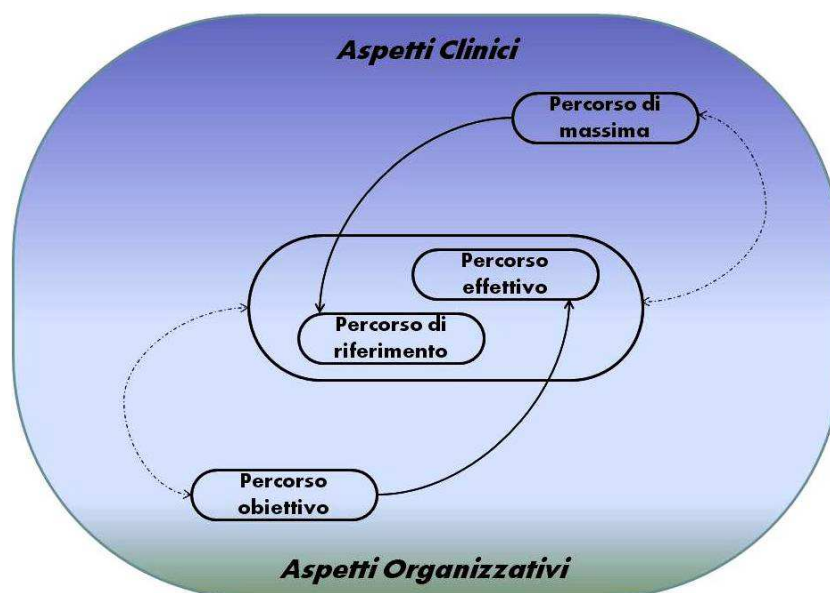 Aspetti Clinici
Percorso di
massima
Percorso
effettivo
Percorso di
riferimento
Percorso
obiettivo
Aspetti Organizzativi